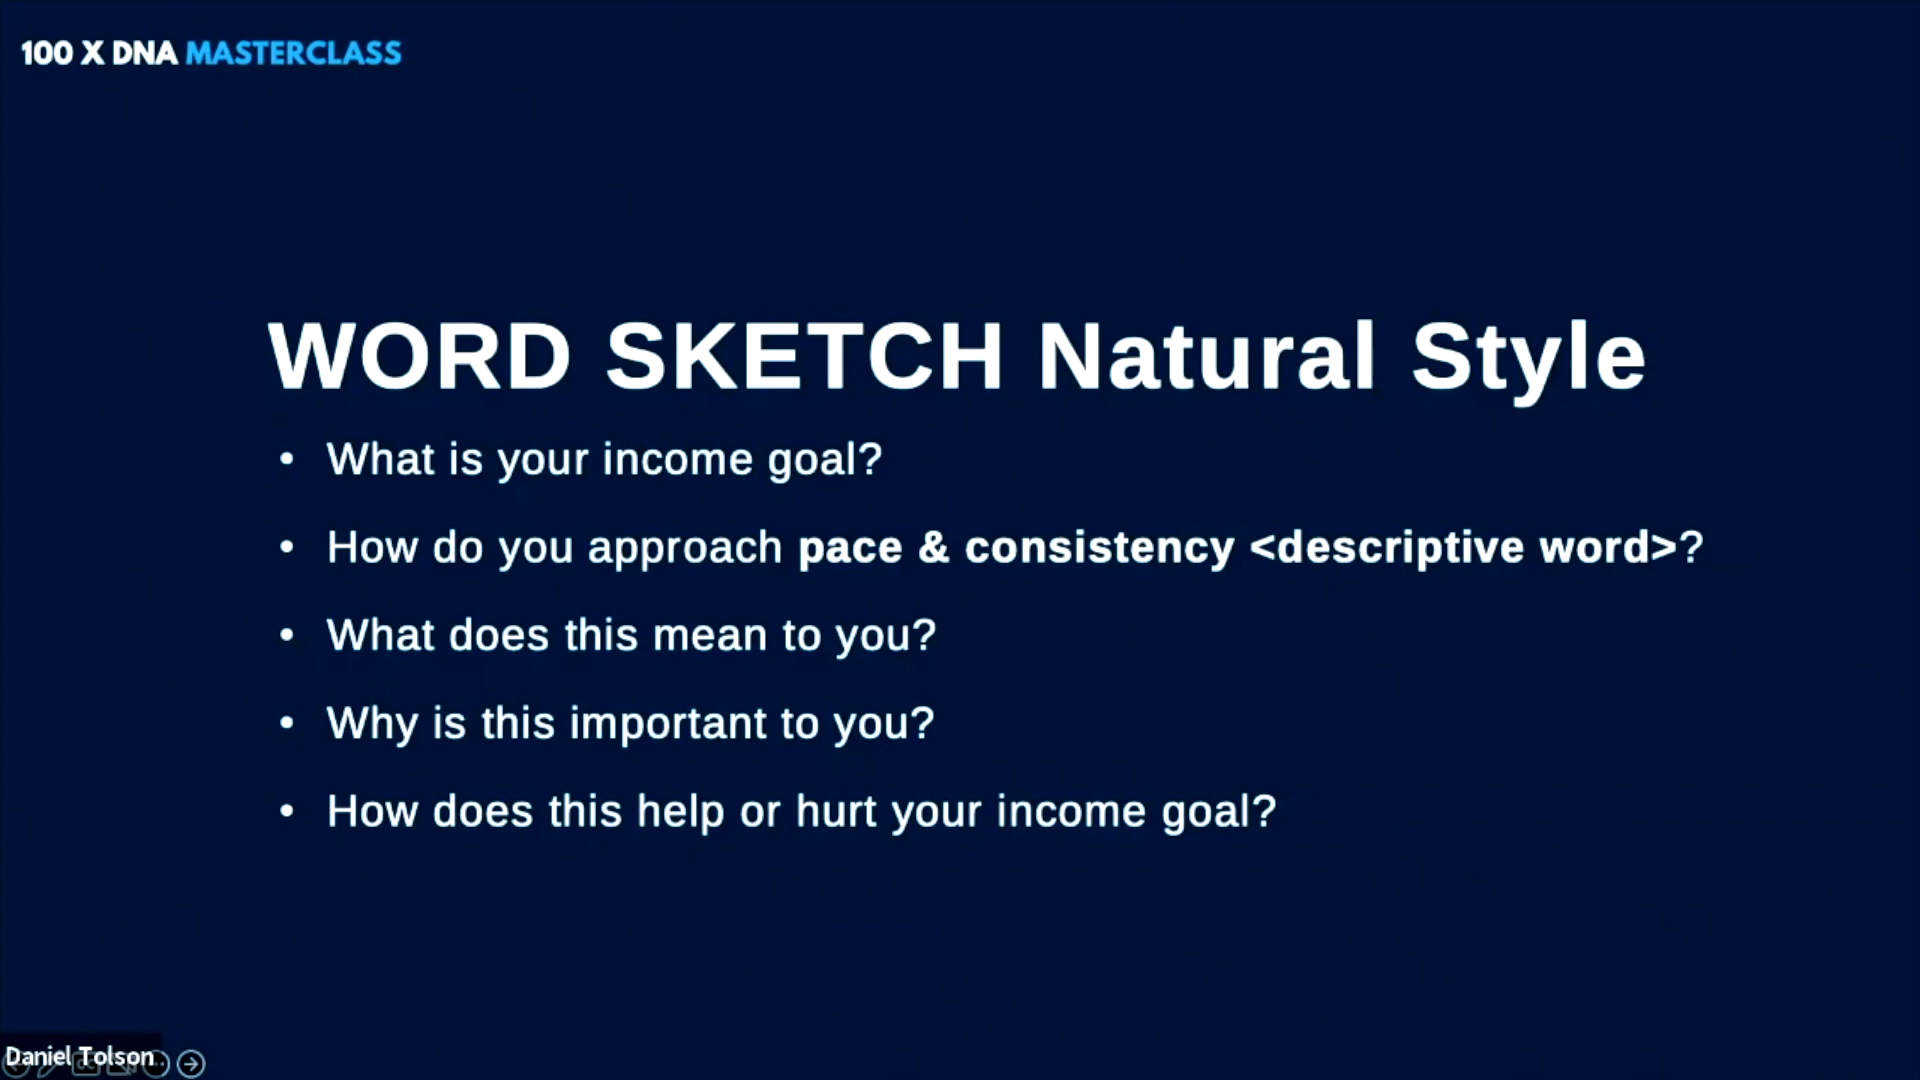 100 X DNA MASTERCLASS
WORD SKETCH Natural Style
• What is your income goal?
• How do you approach pace & consistency <descriptive word>?
• What does this mean to you?
• Why is this important to you?
• How does this help or hurt your income goal?
Daniel Tolson